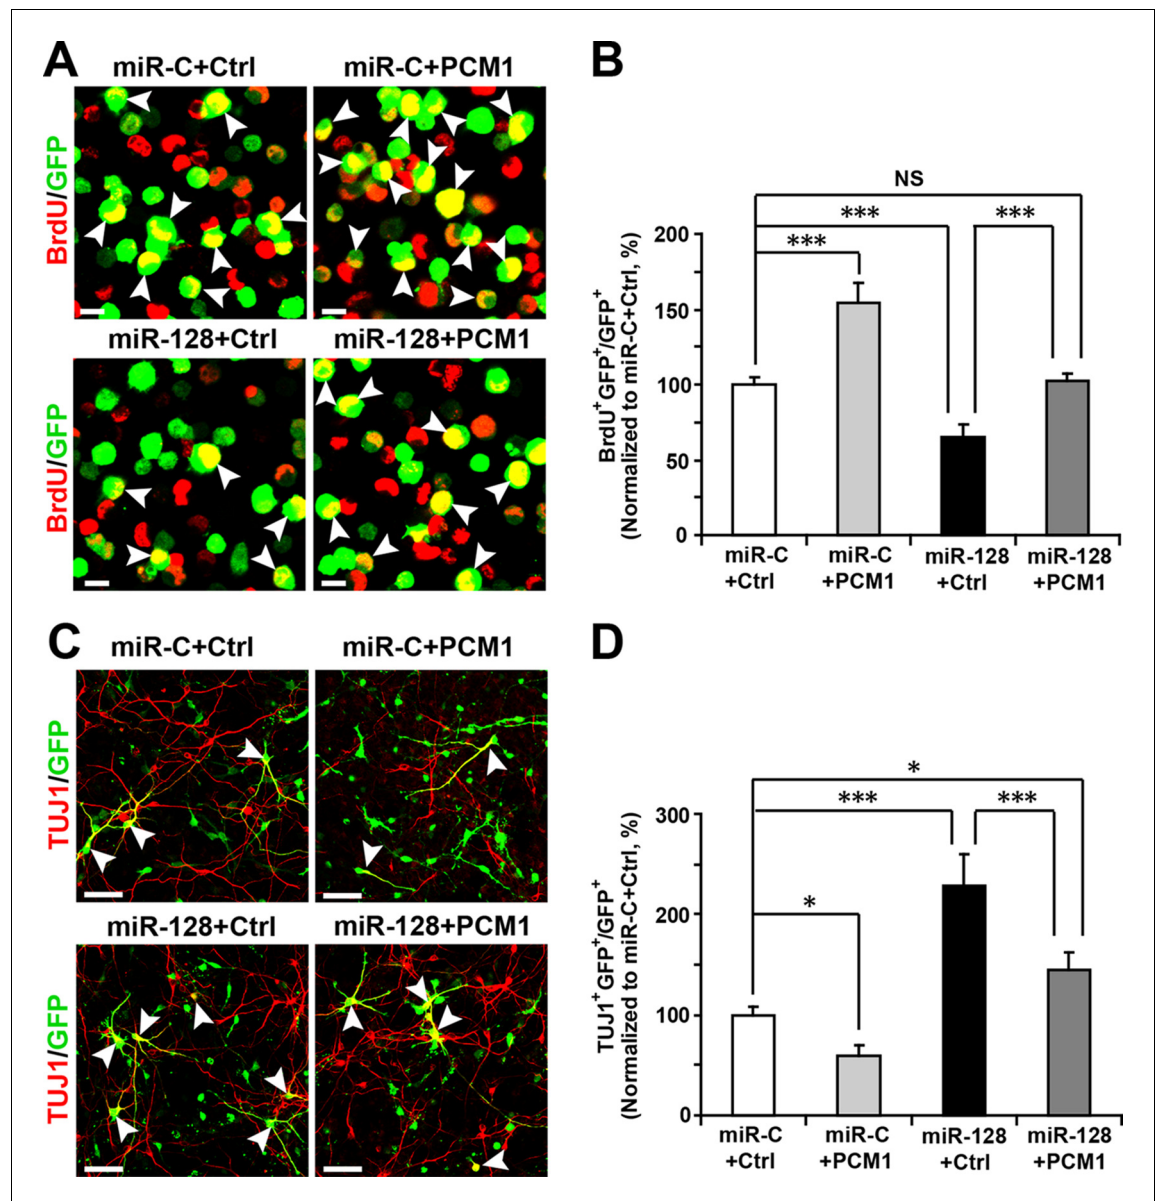 A
miR-C+Ctrl
miR-C+PCM1
BrdU/GFP
miR-128+Ctrl
miR-128+PCM1
BrdU/GFP
B
NS
***
***
***
BrdU⁺GFP⁺/GFP⁺
(Normalized to miR-C+Ctrl, %)
200
150
100
50
0
miR-C
+Ctrl
miR-C
+PCM1
miR-128
+Ctrl
miR-128
+PCM1
C
miR-C+Ctrl
miR-C+PCM1
TUJ1/GFP
miR-128+Ctrl
miR-128+PCM1
TUJ1/GFP
D
*
***
***
*
TUJ1⁺GFP⁺/GFP⁺
(Normalized to miR-C+Ctrl, %)
300
200
100
0
miR-C
+Ctrl
miR-C
+PCM1
miR-128
+Ctrl
miR-128
+PCM1